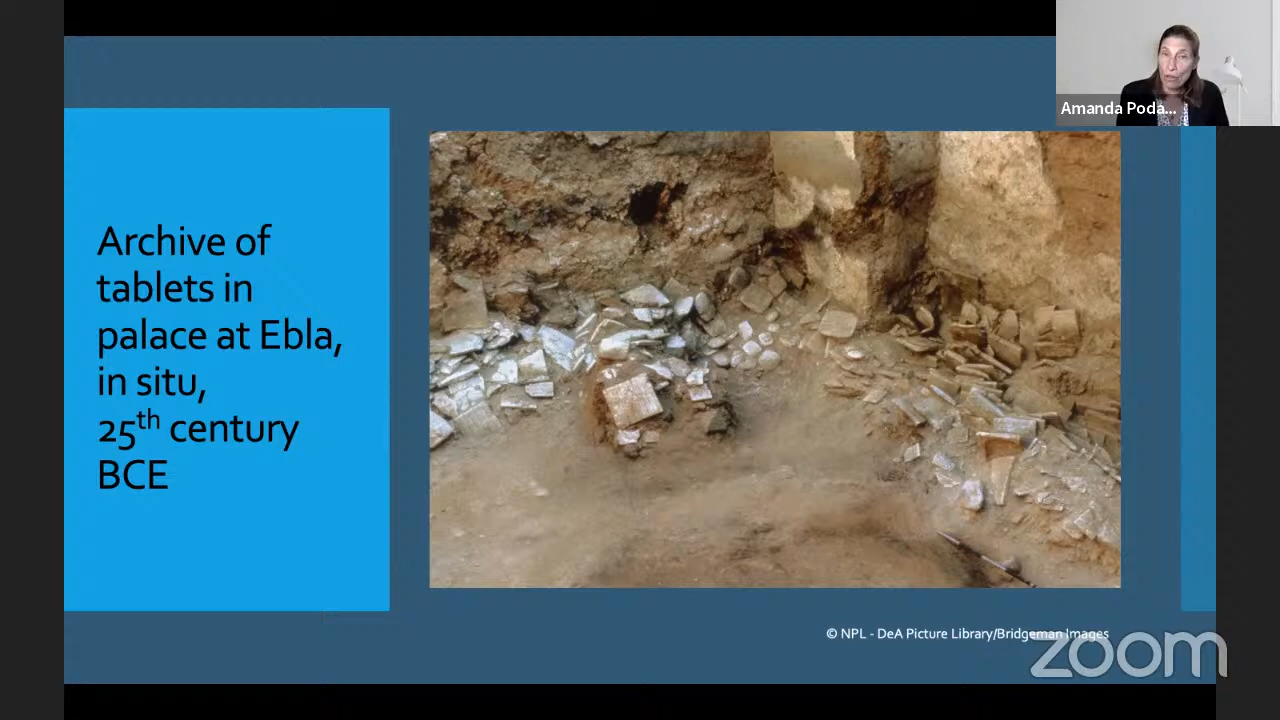 Amanda Poda...
Archive of
tablets in
palace at Ebla,
in situ,
25th century
BCE
© NPL - DeA Picture Library/Bridgeman Images
zoom